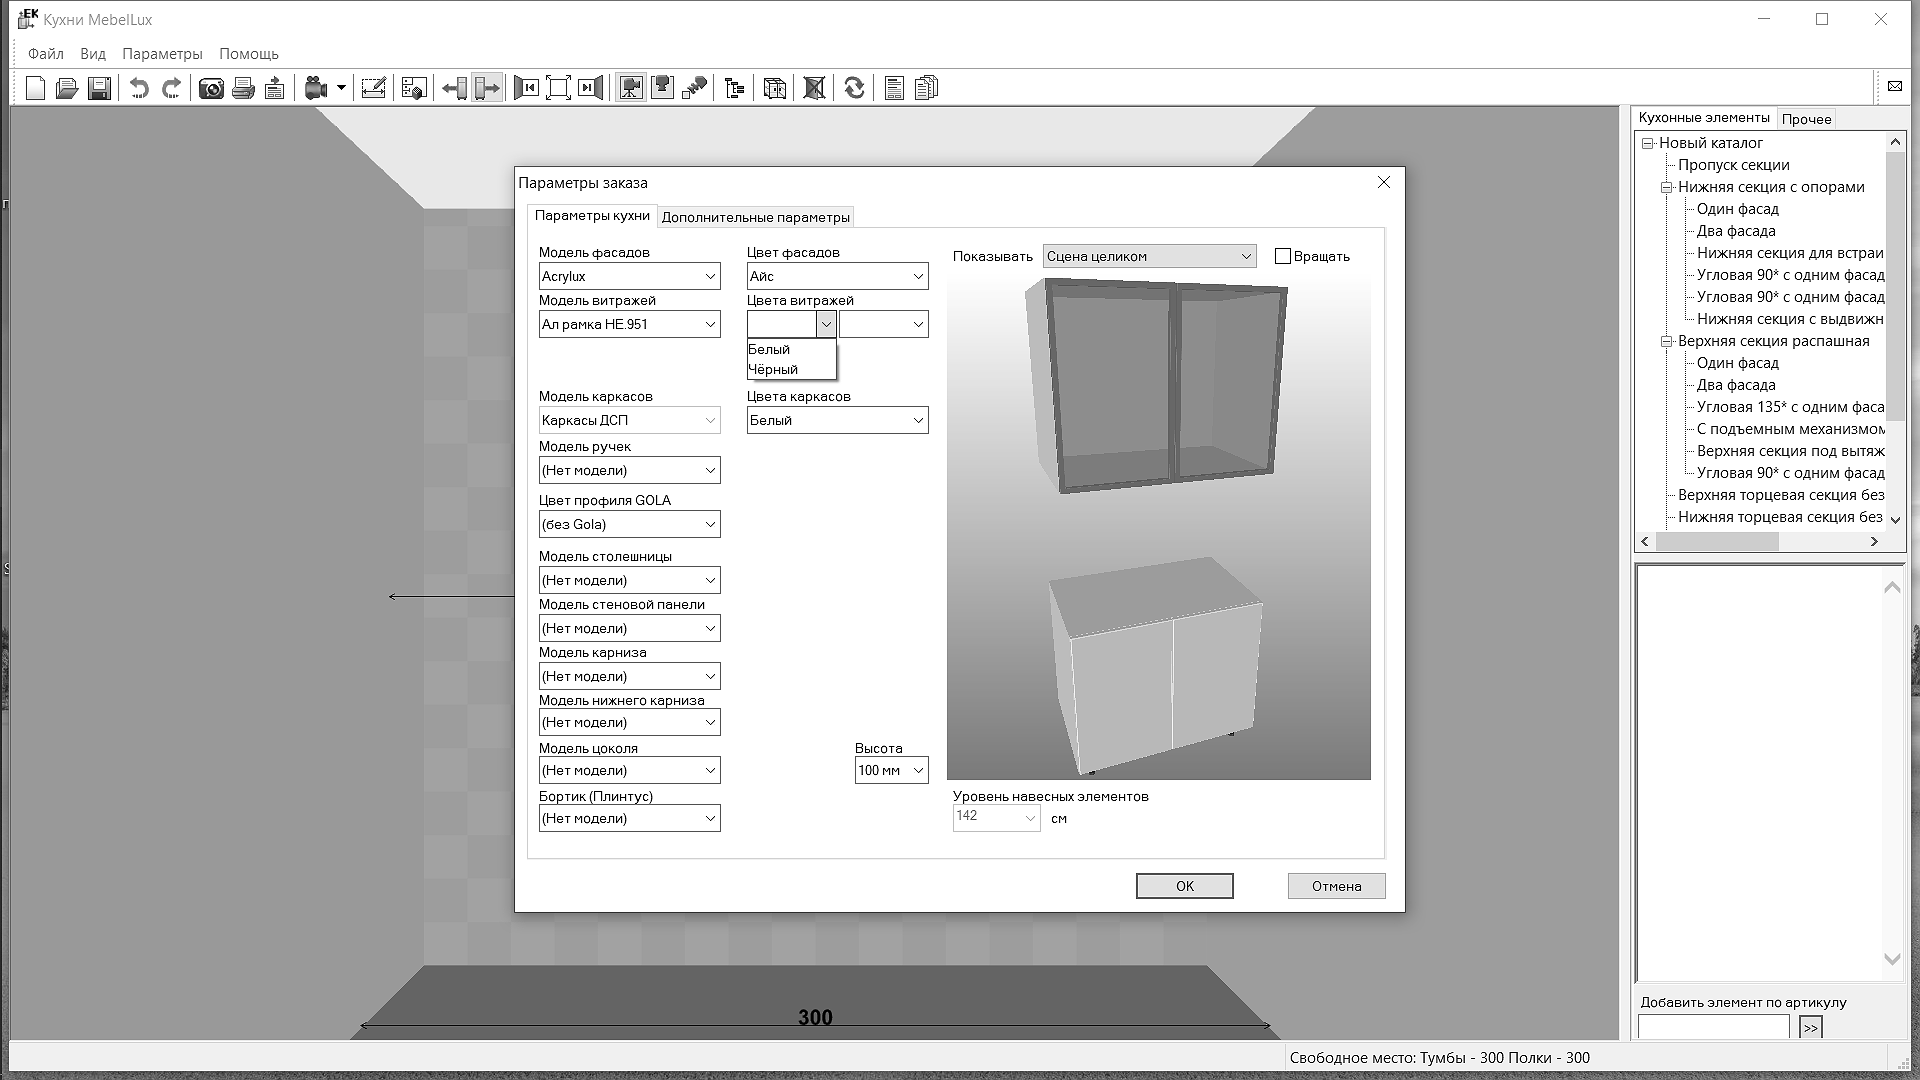 EK Кухни MebelLux
Файл Вид Параметры Помощь
Кухонные элементы Прочее
Новый каталог
Пропуск секции
Нижняя секция с опорами
Один фасад
Два фасада
Нижняя секция для встраи
Угловая 90* с одним фасад
Угловая 90* с одним фасад
Нижняя секция с выдвижн
Верхняя секция распашная
Один фасад
Два фасада
Угловая 135* с одним фаса
С подъемным механизмом
Верхняя секция под вытяж
Угловая 90* с одним фасад
Верхняя торцевая секция без
Нижняя торцевая секция без
Параметры заказа
Параметры кухни Дополнительные параметры
Модель фасадов Цвет фасадов
Acrylux Айс
Показывать Сцена целиком Вращать
Модель витражей Цвета витражей
Ал рамка НЕ.951
Белый
Чёрный
Модель каркасов Цвета каркасов
Каркасы ДСП Белый
Модель ручек
(Нет модели)
Цвет профиля GOLA
(без Gola)
Модель столешницы
(Нет модели)
Модель стеновой панели
(Нет модели)
Модель карниза
(Нет модели)
Модель нижнего карниза
(Нет модели)
Модель цоколя Высота
(Нет модели) 100 мм
Бортик (Плинтус) Уровень навесных элементов
(Нет модели) 142 см
OK Отмена
300
Добавить элемент по артикулу
>>
Свободное место: Тумбы - 300 Полки - 300